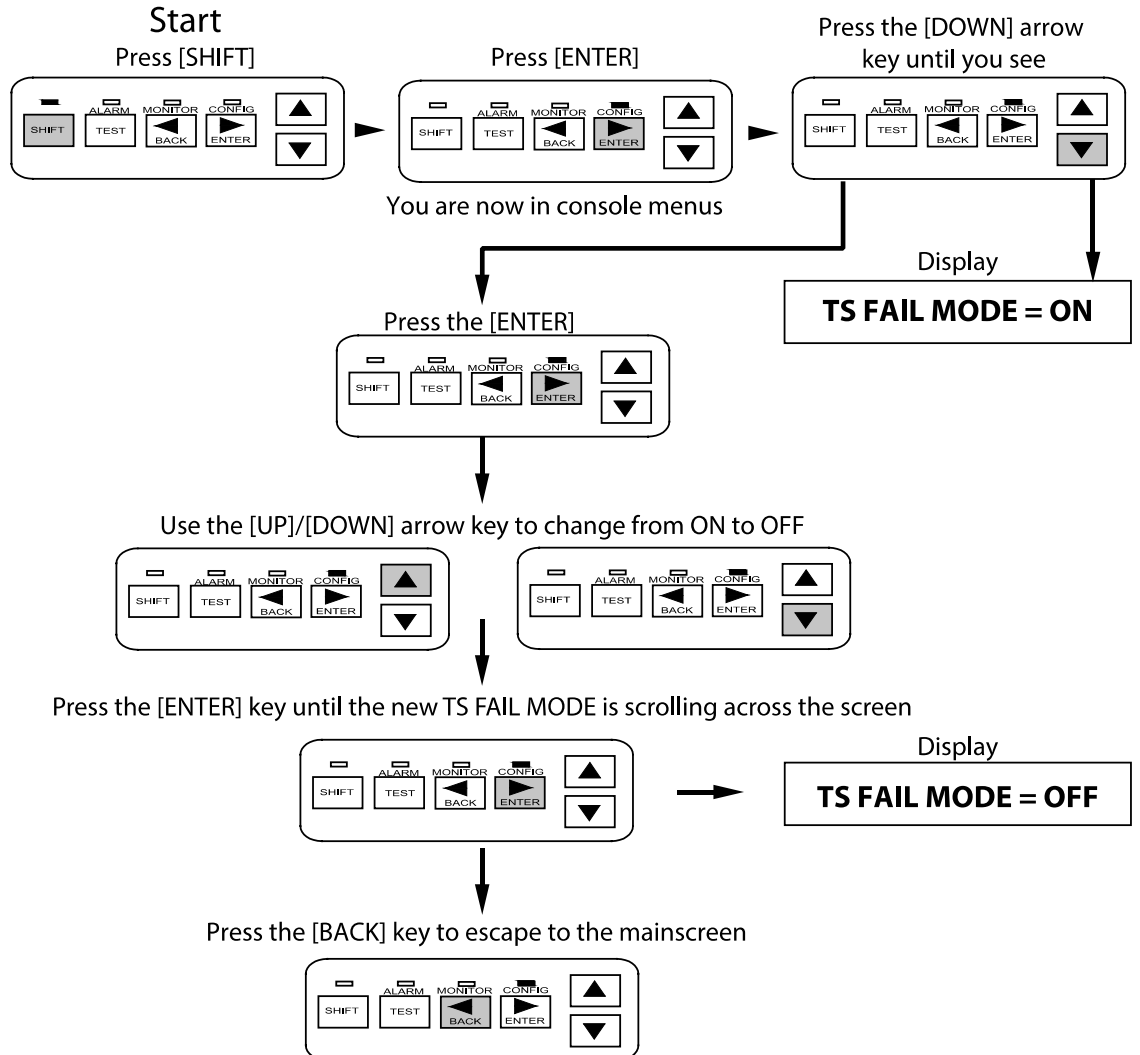 Start
Press [SHIFT]
Press [ENTER]
Press the [DOWN] arrow
key until you see
ALARM MONITOR CONFIG
SHIFT TEST BACK ENTER
ALARM MONITOR CONFIG
SHIFT TEST BACK ENTER
ALARM MONITOR CONFIG
SHIFT TEST BACK ENTER
You are now in console menus
Display
TS FAIL MODE = ON
Press the [ENTER]
ALARM MONITOR CONFIG
SHIFT TEST BACK ENTER
Use the [UP]/[DOWN] arrow key to change from ON to OFF
ALARM MONITOR CONFIG
SHIFT TEST BACK ENTER
ALARM MONITOR CONFIG
SHIFT TEST BACK ENTER
Press the [ENTER] key until the new TS FAIL MODE is scrolling across the screen
ALARM MONITOR CONFIG
SHIFT TEST BACK ENTER
Display
TS FAIL MODE = OFF
Press the [BACK] key to escape to the mainscreen
ALARM MONITOR CONFIG
SHIFT TEST BACK ENTER